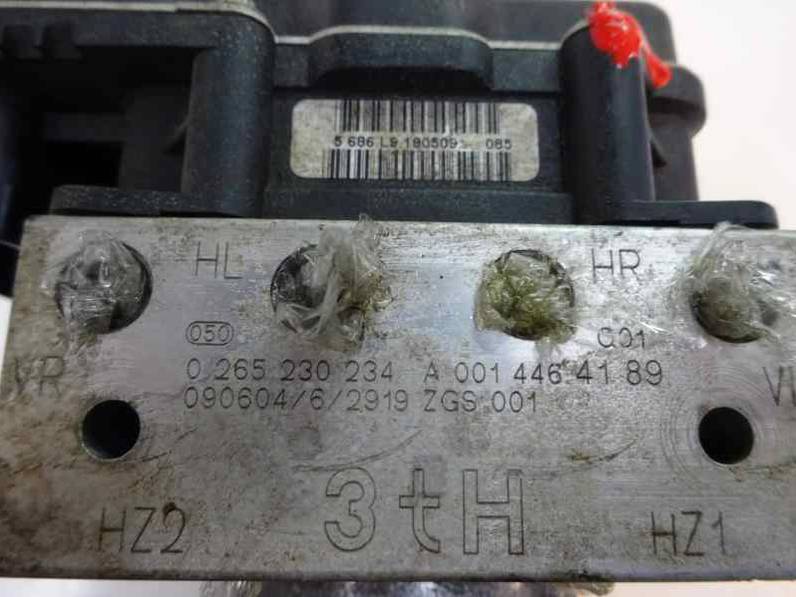 5 686 L9 190509 085
HL HR
050 G01
VR 0 265 230 234 A 001 446 41 89
090604/6/2919 ZGS 001
3tH
HZ2 HZ1